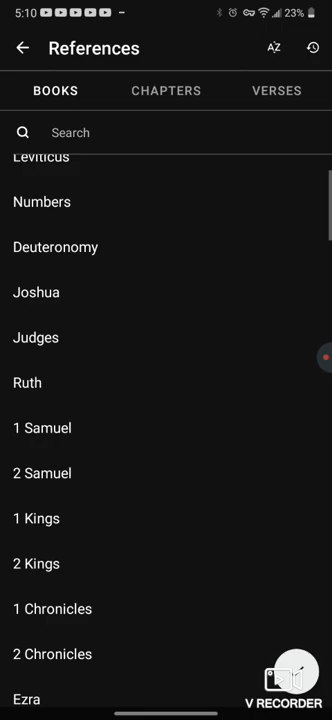 5:10
23%
References
AZ
BOOKS
CHAPTERS
VERSES
Search
Leviticus
Numbers
Deuteronomy
Joshua
Judges
Ruth
1 Samuel
2 Samuel
1 Kings
2 Kings
1 Chronicles
2 Chronicles
Ezra
V RECORDER